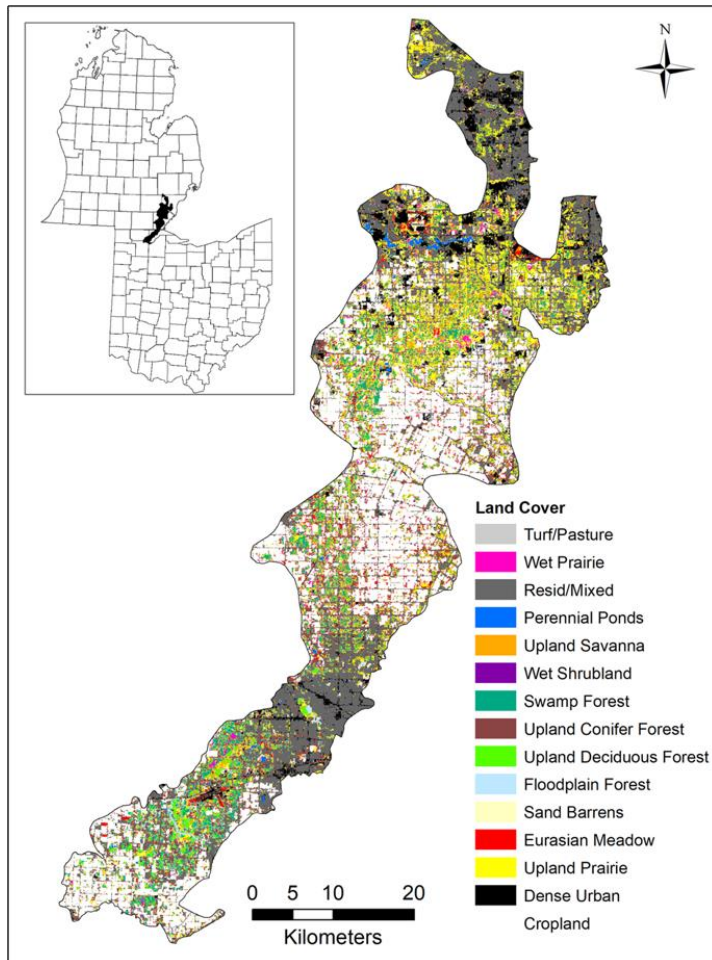 N
Land Cover
Turf/Pasture
Wet Prairie
Resid/Mixed
Perennial Ponds
Upland Savanna
Wet Shrubland
Swamp Forest
Upland Conifer Forest
Upland Deciduous Forest
Floodplain Forest
Sand Barrens
Eurasian Meadow
Upland Prairie
Dense Urban
Cropland
0 5 10 20
Kilometers